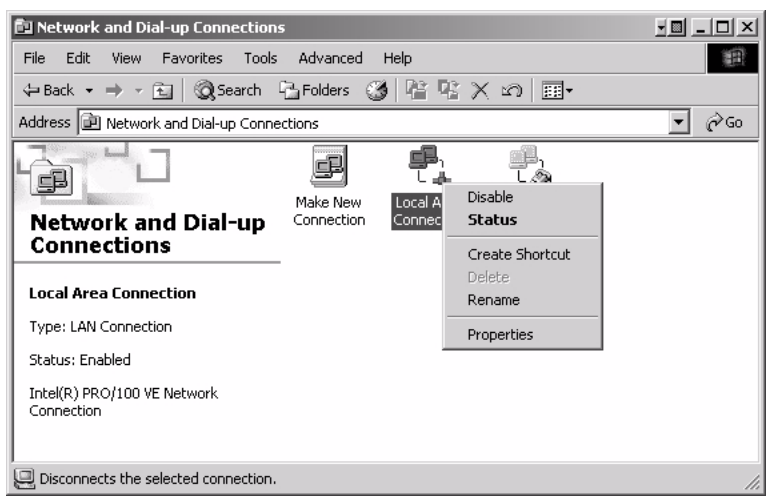 Network and Dial-up Connections
File Edit View Favorites Tools Advanced Help
Back Search Folders
Address Network and Dial-up Connections Go
Network and Dial-up
Connections
Local Area Connection
Type: LAN Connection
Status: Enabled
Intel(R) PRO/100 VE Network
Connection
Make New
Connection
Local A
Connec
Disable
Status
Create Shortcut
Delete
Rename
Properties
Disconnects the selected connection.